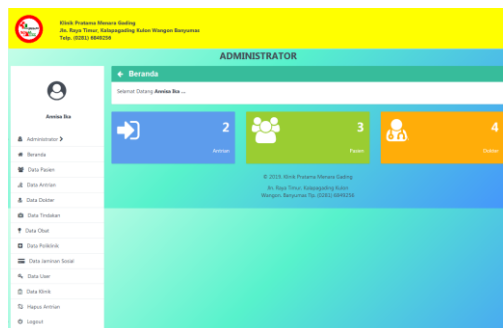 Klinik Pratama Menara Gading
Jln. Raya Timur, Kalapagading Kulon Wangon Banyumas
Telp. (0281) 6849256
ADMINISTRATOR
Beranda
Selamat Datang Annisa Ika ...
Annisa Ika
Administrator
Beranda
Data Pasien
Data Antrian
Data Dokter
Data Tindakan
Data Obat
Data Poliklinik
Data Jaminan Sosial
Data User
Data Klinik
Hapus Antrian
Logout
2
Antrian
3
Pasien
4
Dokter
© 2019. Klinik Pratama Menara Gading
Jln. Raya Timur, Kalapagading Kulon
Wangon, Banyumas Tlp. (0281) 6849256